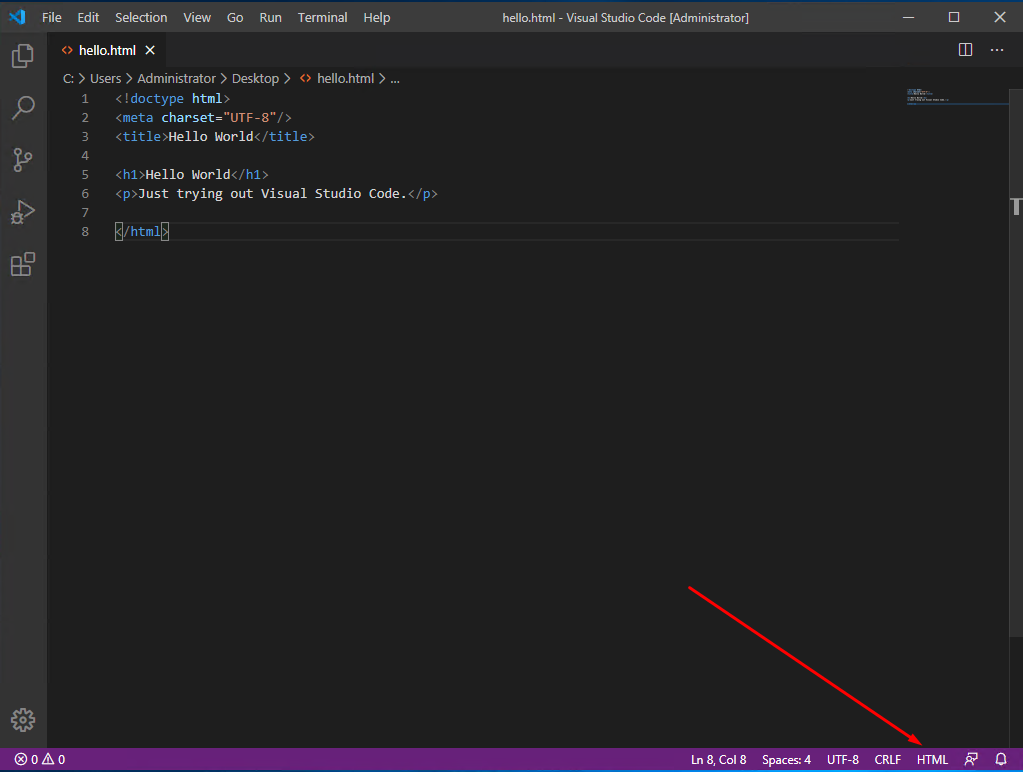 File Edit Selection View Go Run Terminal Help hello.html - Visual Studio Code [Administrator]
hello.html
C: > Users > Administrator > Desktop > <> hello.html > ...
1 <!doctype html>
2 <meta charset="UTF-8"/>
3 <title>Hello World</title>
4
5 <h1>Hello World</h1>
6 <p>Just trying out Visual Studio Code.</p>
7
8 </html>
0 0 Ln 8, Col 8 Spaces: 4 UTF-8 CRLF HTML